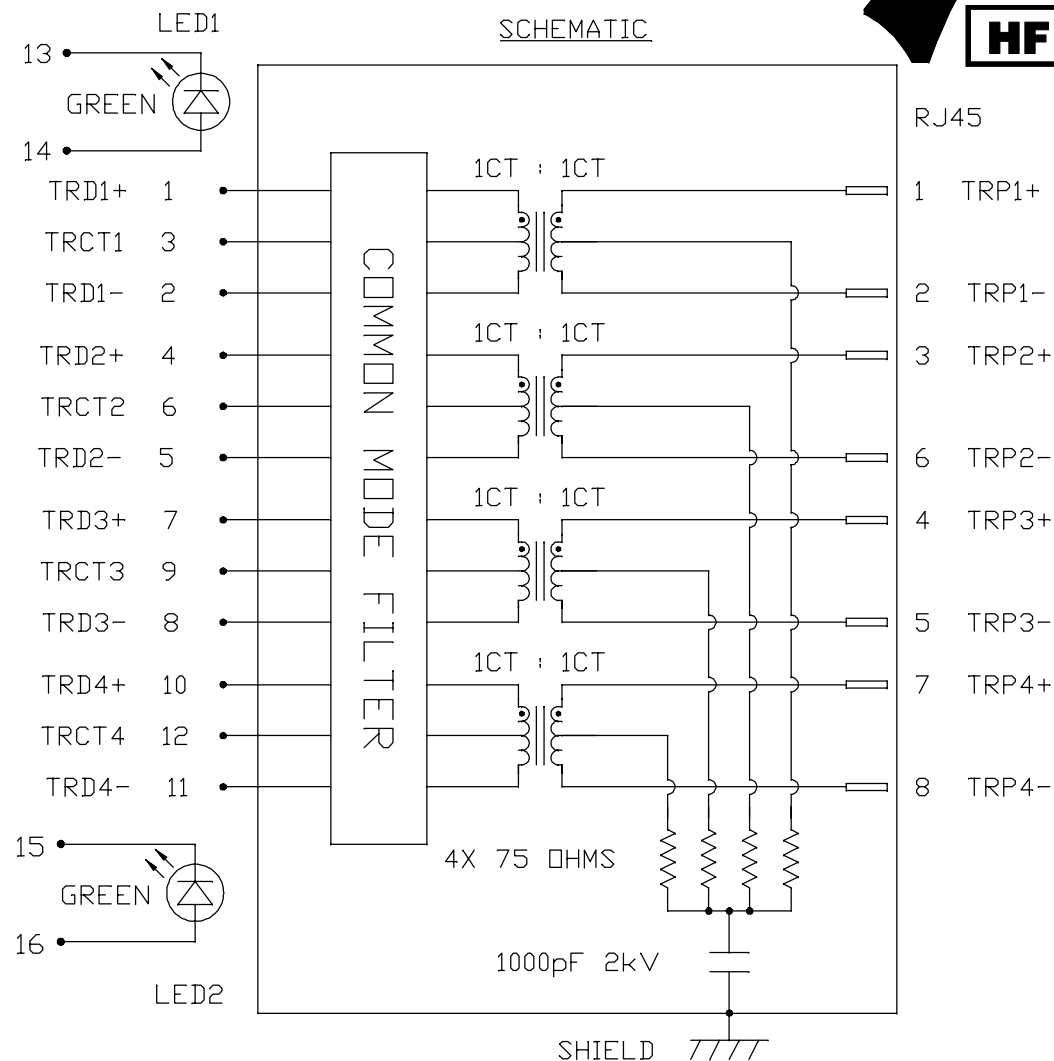 LED1
SCHEMATIC
HF
13
GREEN
14
RJ45
1CT : 1CT
TRD1+ 1
1 TRP1+
TRCT1 3
TRD1- 2
2 TRP1-
1CT : 1CT
TRD2+ 4
3 TRP2+
TRCT2 6
TRD2- 5
6 TRP2-
1CT : 1CT
TRD3+ 7
4 TRP3+
TRCT3 9
TRD3- 8
5 TRP3-
1CT : 1CT
TRD4+ 10
7 TRP4+
TRCT4 12
TRD4- 11
8 TRP4-
COMMON MODE FILTER
15
GREEN
16
LED2
4X 75 OHMS
1000pF 2kV
SHIELD